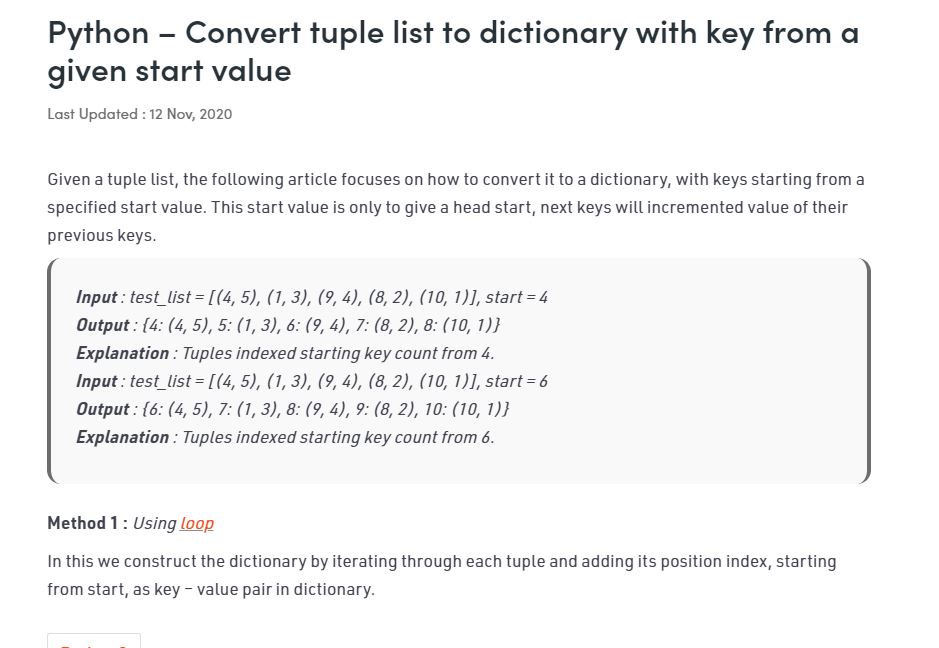 Python – Convert tuple list to dictionary with key from a
given start value
Last Updated : 12 Nov, 2020
Given a tuple list, the following article focuses on how to convert it to a dictionary, with keys starting from a
specified start value. This start value is only to give a head start, next keys will incremented value of their
previous keys.
Input : test_list = [(4, 5), (1, 3), (9, 4), (8, 2), (10, 1)], start = 4
Output : {4: (4, 5), 5: (1, 3), 6: (9, 4), 7: (8, 2), 8: (10, 1)}
Explanation : Tuples indexed starting key count from 4.
Input : test_list = [(4, 5), (1, 3), (9, 4), (8, 2), (10, 1)], start = 6
Output : {6: (4, 5), 7: (1, 3), 8: (9, 4), 9: (8, 2), 10: (10, 1)}
Explanation : Tuples indexed starting key count from 6.
Method 1 : Using loop
In this we construct the dictionary by iterating through each tuple and adding its position index, starting
from start, as key – value pair in dictionary.